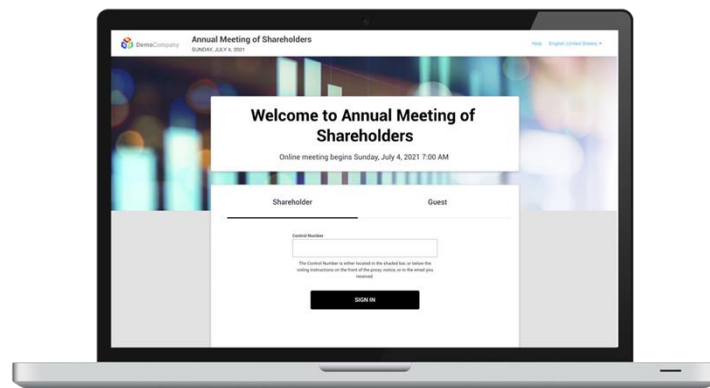 DemoCompany
Annual Meeting of Shareholders
SUNDAY, JULY 4, 2021
Help English (United States)
Welcome to Annual Meeting of
Shareholders
Online meeting begins Sunday, July 4, 2021 7:00 AM
Shareholder Guest
Control Number
The Control Number is either located in the shaded bar, or below the
voting instructions on the front of the proxy, notice, or in the email you
received.
SIGN IN